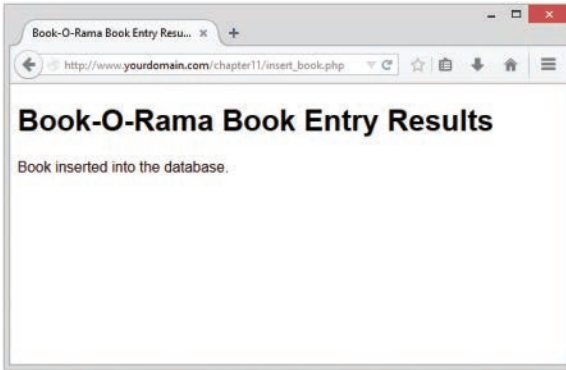 Book-O-Rama Book Entry Resu...
http://www.yourdomain.com/chapter11/insert_book.php
Book-O-Rama Book Entry Results
Book inserted into the database.